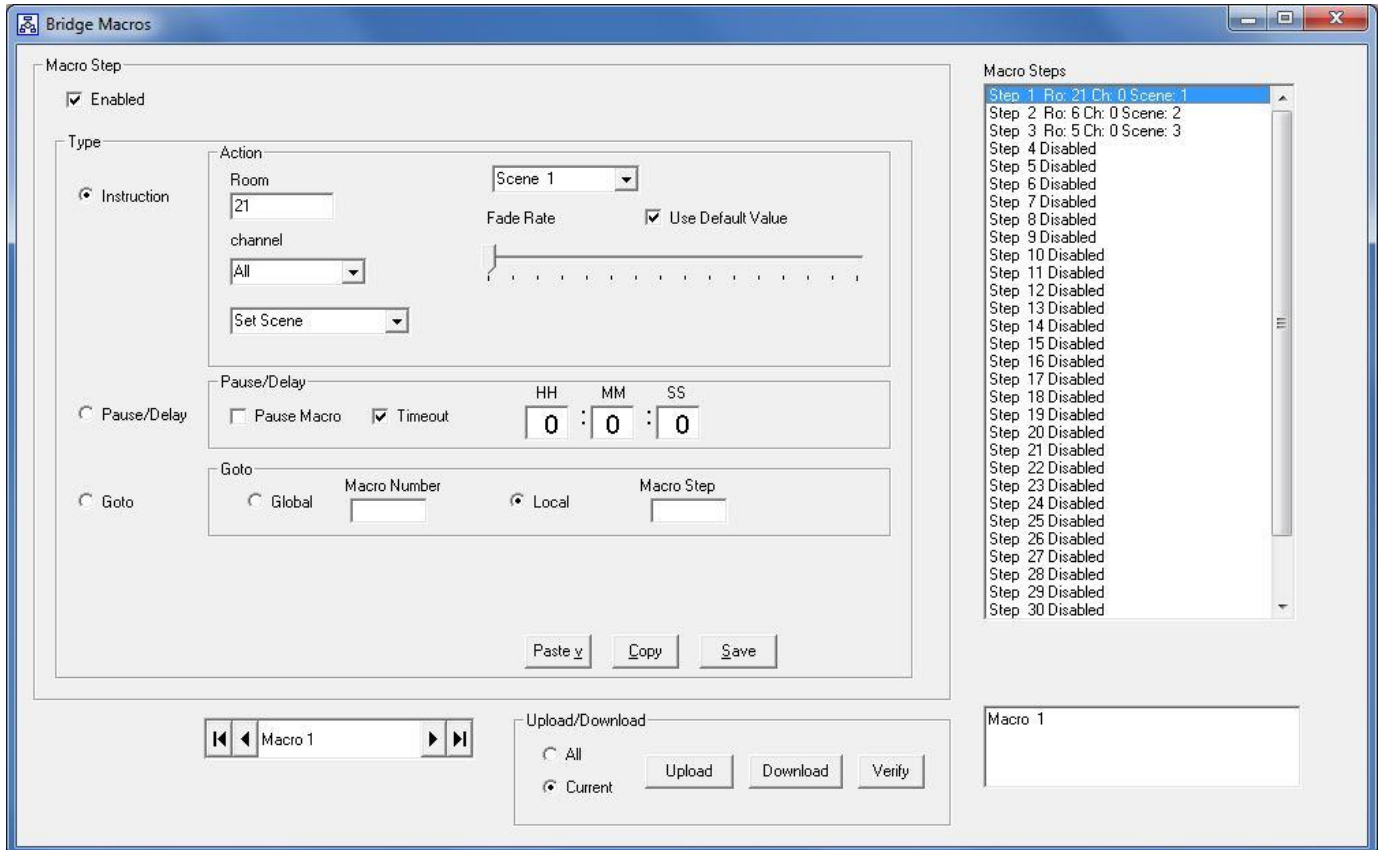 Bridge Macros
Macro Step
Enabled
Type
Instruction
Action
Room
21
channel
All
Set Scene
Scene 1
Fade Rate
Use Default Value
Pause/Delay
Pause/Delay
Pause Macro
Timeout
HH MM SS
0 : 0 : 0
Goto
Goto
Global
Macro Number
Local
Macro Step
Paste v
Copy
Save
Macro 1
Upload/Download
All
Current
Upload
Download
Verify
Macro Steps
Step 1 Ro: 21 Ch: 0 Scene: 1
Step 2 Ro: 6 Ch: 0 Scene: 2
Step 3 Ro: 5 Ch: 0 Scene: 3
Step 4 Disabled
Step 5 Disabled
Step 6 Disabled
Step 7 Disabled
Step 8 Disabled
Step 9 Disabled
Step 10 Disabled
Step 11 Disabled
Step 12 Disabled
Step 13 Disabled
Step 14 Disabled
Step 15 Disabled
Step 16 Disabled
Step 17 Disabled
Step 18 Disabled
Step 19 Disabled
Step 20 Disabled
Step 21 Disabled
Step 22 Disabled
Step 23 Disabled
Step 24 Disabled
Step 25 Disabled
Step 26 Disabled
Step 27 Disabled
Step 28 Disabled
Step 29 Disabled
Step 30 Disabled
Macro 1